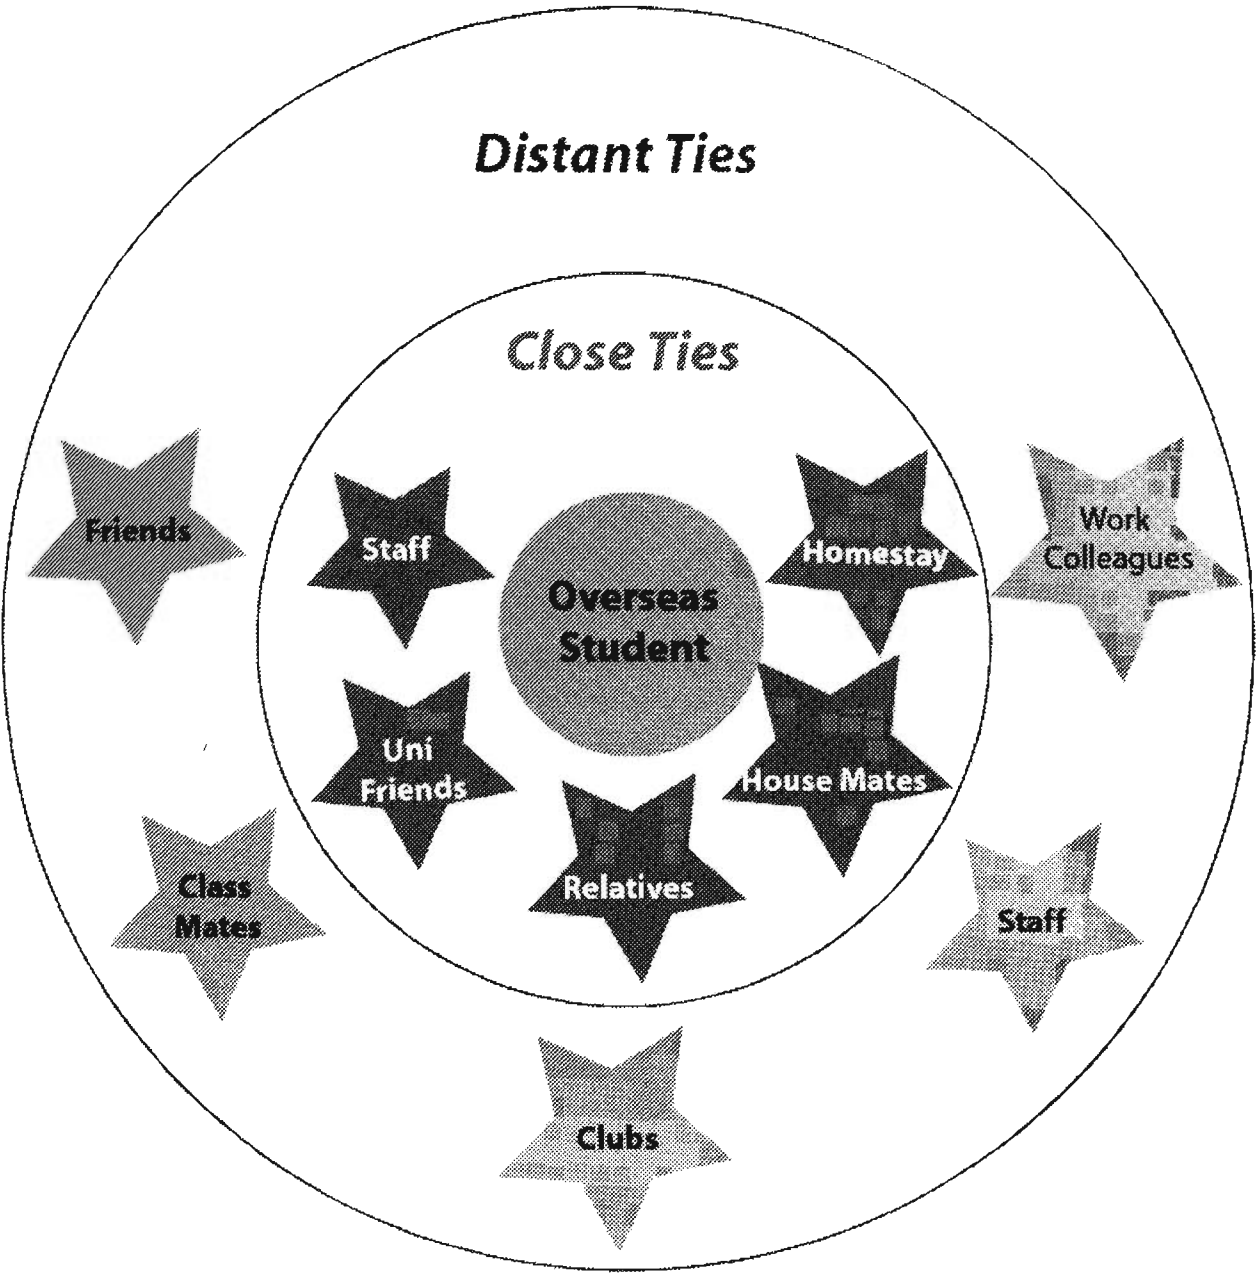 Distant Ties
Close Ties
Friends
Staff
Overseas
Student
Homestay
Work
Colleagues
Uni
Friends
House Mates
Relatives
Class
Mates
Staff
Clubs